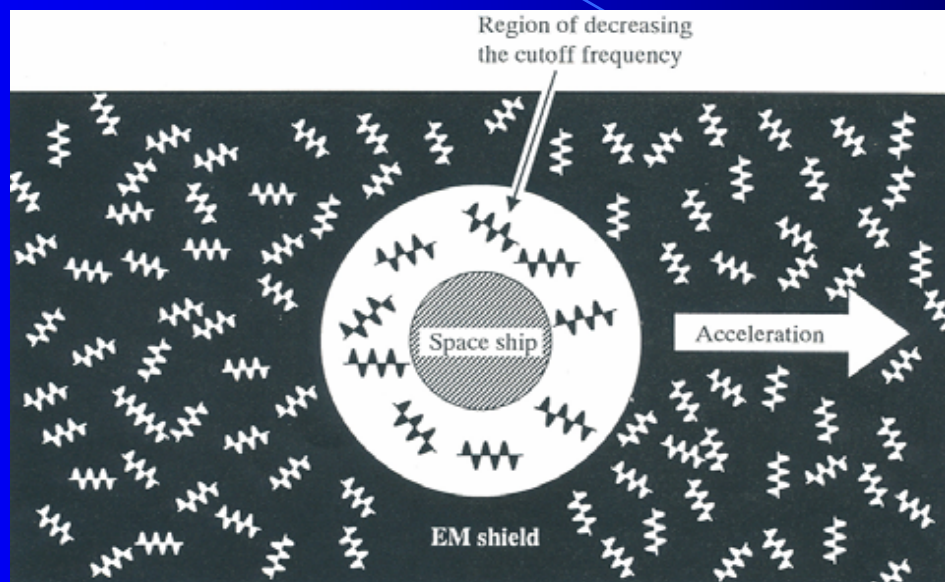 Region of decreasing
the cutoff frequency
Space ship
Acceleration
EM shield